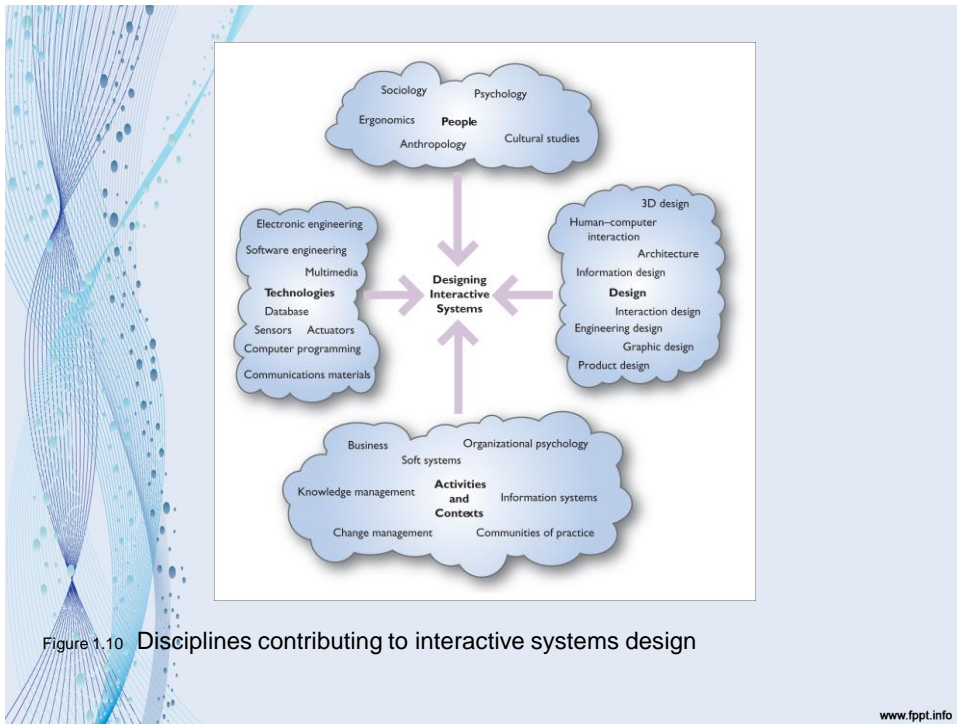 Sociology
Psychology
Ergonomics
People
Anthropology
Cultural studies
Electronic engineering
Software engineering
Multimedia
Technologies
Database
Sensors Actuators
Computer programming
Communications materials
Designing
Interactive
Systems
3D design
Human–computer
interaction
Architecture
Information design
Design
Interaction design
Engineering design
Graphic design
Product design
Business
Organizational psychology
Soft systems
Knowledge management
Activities
and
Contexts
Information systems
Change management
Communities of practice
Figure 1.10 Disciplines contributing to interactive systems design
www.fppt.info